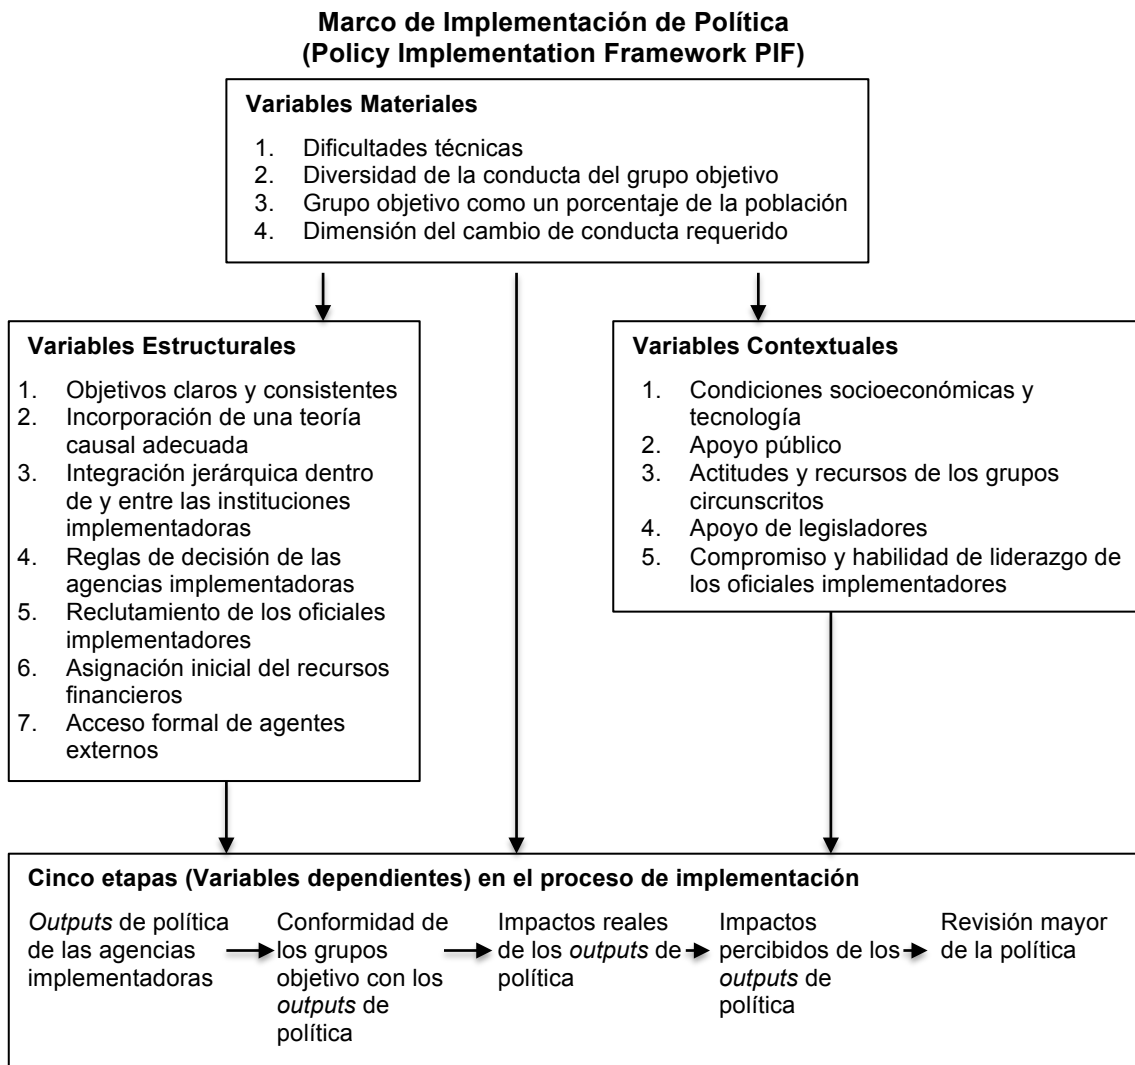 Marco de Implementación de Política
(Policy Implementation Framework PIF)
Variables Materiales
1. Dificultades técnicas
2. Diversidad de la conducta del grupo objetivo
3. Grupo objetivo como un porcentaje de la población
4. Dimensión del cambio de conducta requerido
Variables Estructurales
1. Objetivos claros y consistentes
2. Incorporación de una teoría
causal adecuada
3. Integración jerárquica dentro
de y entre las instituciones
implementadoras
4. Reglas de decisión de las
agencias implementadoras
5. Reclutamiento de los oficiales
implementadores
6. Asignación inicial del recursos
financieros
7. Acceso formal de agentes
externos
Variables Contextuales
1. Condiciones socioeconómicas y
tecnología
2. Apoyo público
3. Actitudes y recursos de los grupos
circunscritos
4. Apoyo de legisladores
5. Compromiso y habilidad de liderazgo de
los oficiales implementadores
Cinco etapas (Variables dependientes) en el proceso de implementación
Outputs de política
de las agencias
implementadoras
Conformidad de
los grupos
objetivo con los
outputs de
política
Impactos reales
de los outputs de
política
Impactos
percibidos de los
outputs de
política
Revisión mayor
de la política